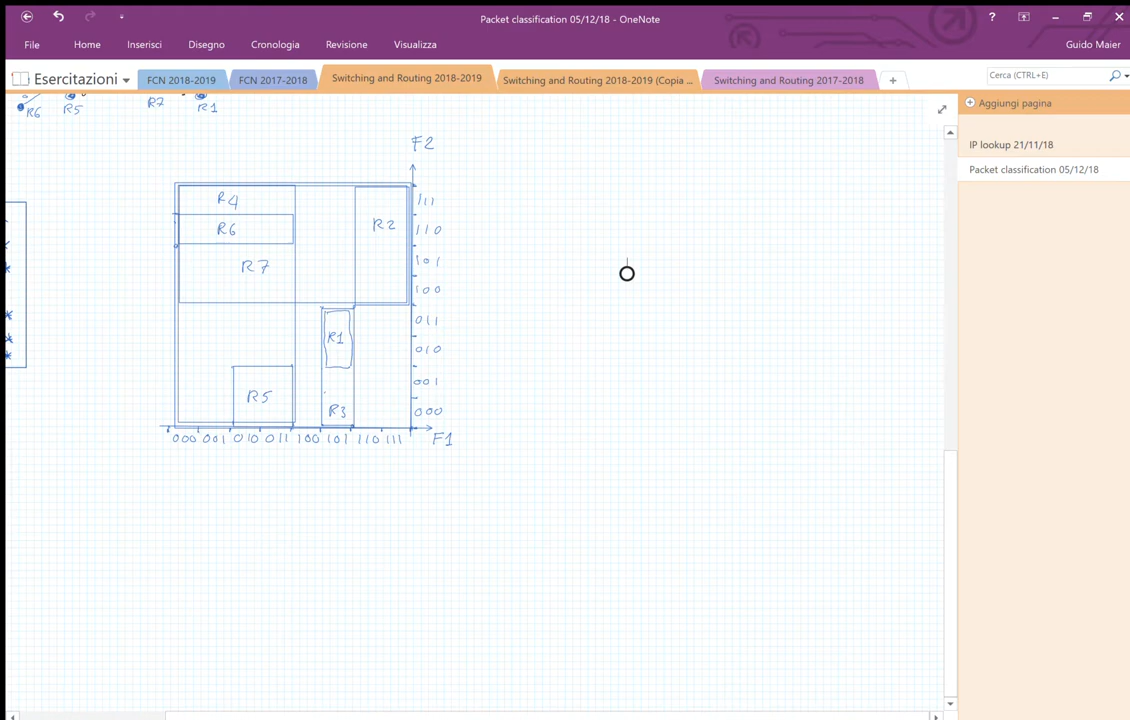 Packet classification 05/12/18 - OneNote
?
File
Home
Inserisci
Disegno
Cronologia
Revisione
Visualizza
Guido Maier
Esercitazioni
FCN 2018-2019
FCN 2017-2018
Switching and Routing 2018-2019
Switching and Routing 2018-2019 (Copia ...
Switching and Routing 2017-2018
+
Cerca (CTRL+E)
Aggiungi pagina
IP lookup 21/11/18
Packet classification 05/12/18
R6
R5
R7
R1
F2
R4
111
R6
R2
110
R7
101
100
*
*
*
*
*
011
R1
010
001
R5
R3
000
000 001 010 011 100 101 110 111 F1